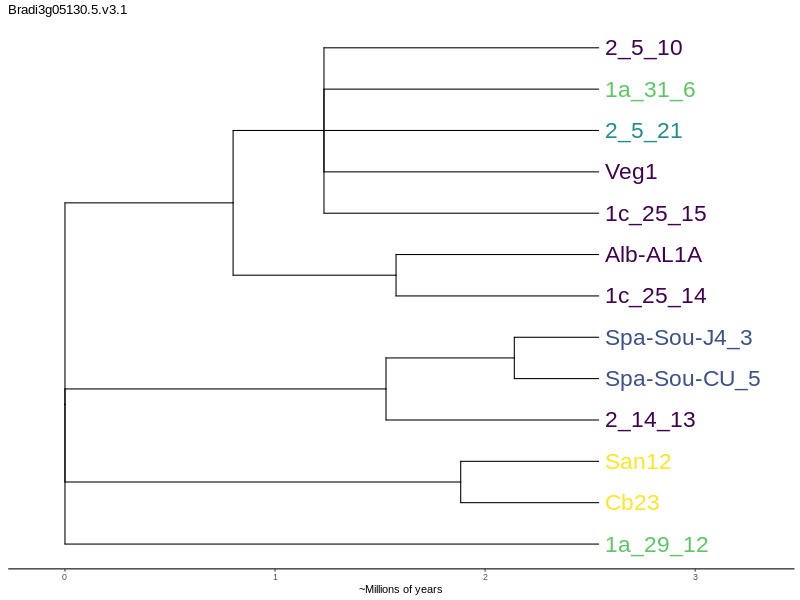 Bradi3g05130.5.v3.1
2_5_10
1a_31_6
2_5_21
Veg1
1c_25_15
Alb-AL1A
1c_25_14
Spa-Sou-J4_3
Spa-Sou-CU_5
2_14_13
San12
Cb23
1a_29_12
0 1 2 3
~Millions of years